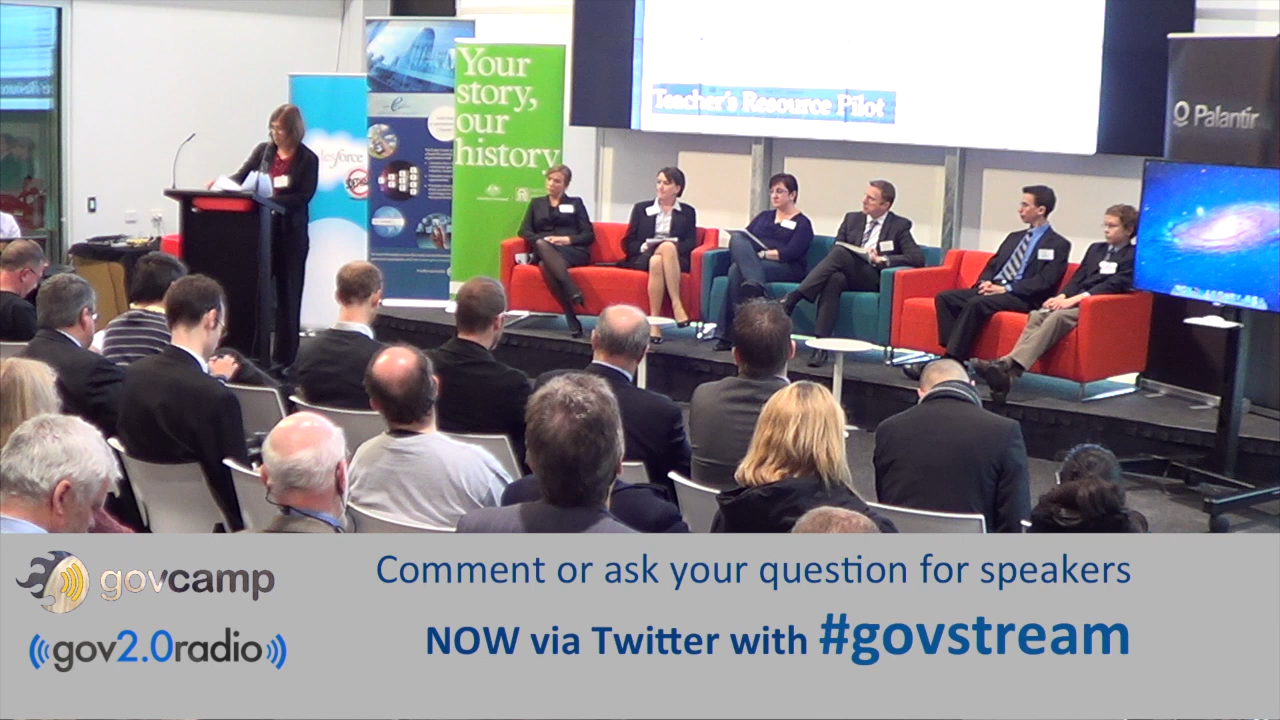 Your
story,
our
history
lesforce
Teacher's Resource Pilot
Palantir
govcamp
gov2.0radio
Comment or ask your question for speakers
NOW via Twitter with #govstream